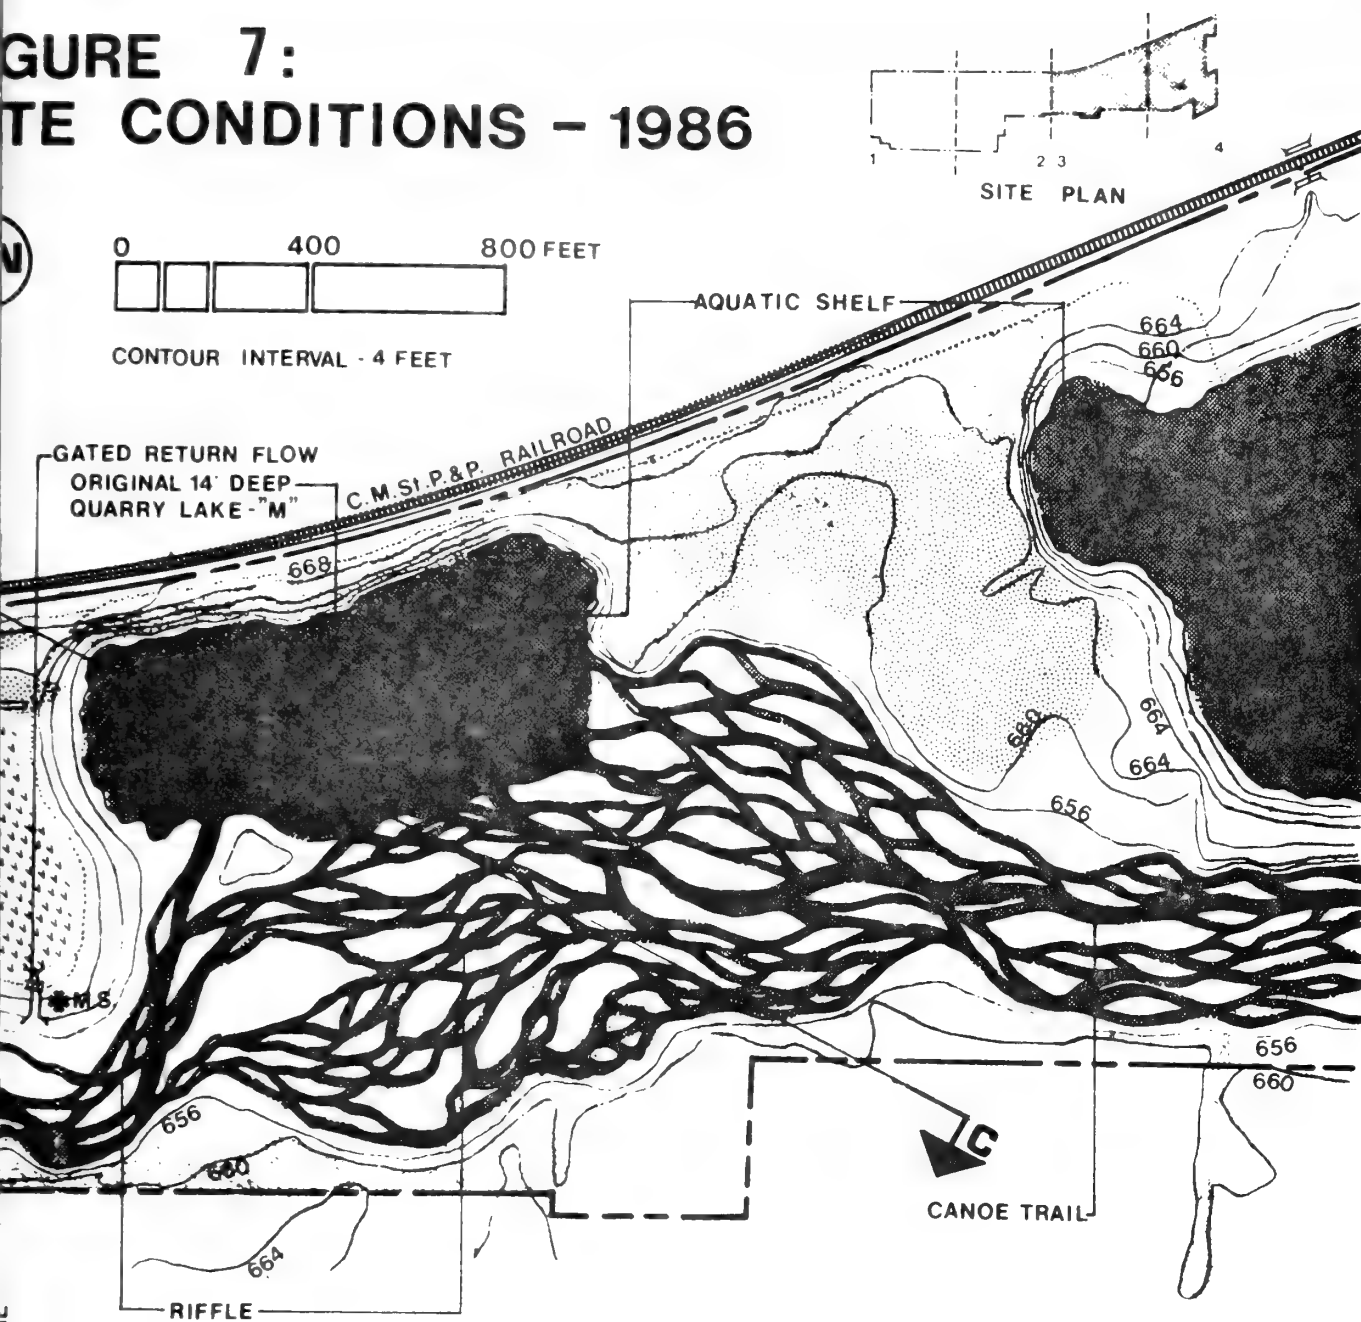 GURE 7:
TE CONDITIONS - 1986
1 2 3 4
SITE PLAN
N
0 400 800 FEET
CONTOUR INTERVAL - 4 FEET
AQUATIC SHELF
664
660
656
GATED RETURN FLOW
ORIGINAL 14' DEEP
QUARRY LAKE-"M"
C.M.St.P.&P. RAILROAD
668
664
660
664
656
M.S.
656
660
656
660
C
CANOE TRAIL
664
RIFFLE